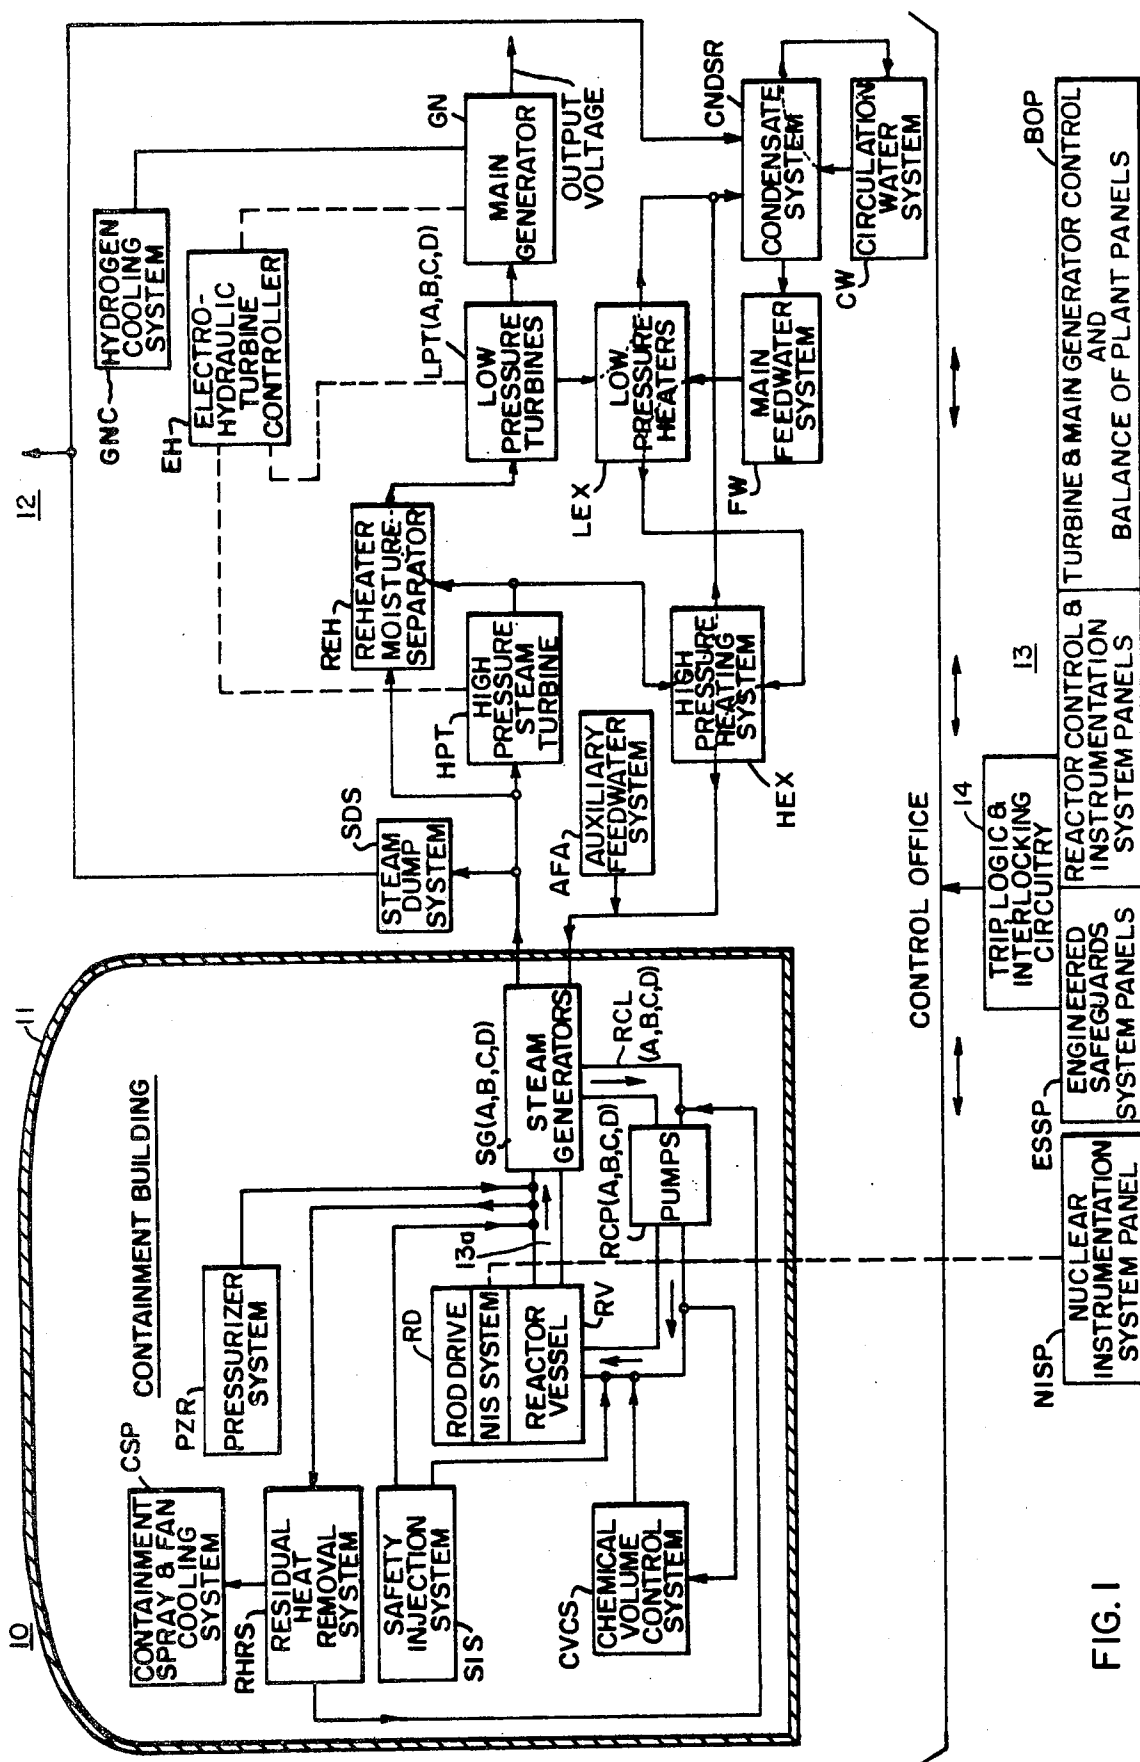 10
11
12
CONTAINMENT BUILDING
CSP
CONTAINMENT
SPRAY & FAN
COOLING
SYSTEM
PZR
PRESSURIZER
SYSTEM
RHRS
RESIDUAL
HEAT
REMOVAL
SYSTEM
SAFETY
INJECTION
SYSTEM
SIS
RD
ROD DRIVE
NIS SYSTEM
REACTOR
VESSEL
RV
13a
SG(A,B,C,D)
STEAM
GENERATORS
RCL
(A,B,C,D)
RCP(A,B,C,D)
PUMPS
CVCS
CHEMICAL
VOLUME
CONTROL
SYSTEM
SDS
STEAM
DUMP
SYSTEM
GNC
HYDROGEN
COOLING
SYSTEM
EH
ELECTRO-
HYDRAULIC
TURBINE
CONTROLLER
REH
REHEATER
MOISTURE
SEPARATOR
HPT
HIGH
PRESSURE
STEAM
TURBINE
LPT(A,B,C,D)
LOW
PRESSURE
TURBINES
GN
MAIN
GENERATOR
OUTPUT
VOLTAGE
AFA
AUXILIARY
FEEDWATER
SYSTEM
HIGH
PRESSURE
HEATING
SYSTEM
HEX
LEX
LOW
PRESSURE
HEATERS
FW
MAIN
FEEDWATER
SYSTEM
CNDSR
CONDENSATE
SYSTEM
CW
CIRCULATION
WATER
SYSTEM
CONTROL OFFICE
14
TRIP LOGIC &
INTERLOCKING
CIRCUITRY
13
NISP
NUCLEAR
INSTRUMENTATION
SYSTEM PANEL
ESSP
ENGINEERED
SAFEGUARDS
SYSTEM PANELS
REACTOR CONTROL &
INSTRUMENTATION
SYSTEM PANELS
BOP
TURBINE & MAIN GENERATOR CONTROL
AND
BALANCE OF PLANT PANELS
FIG. 1